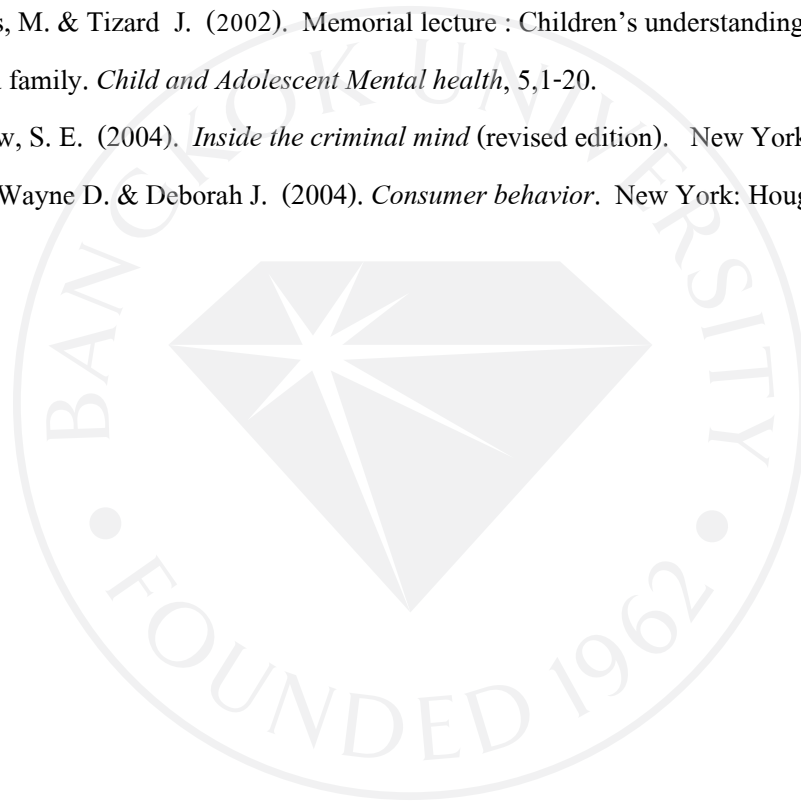 s, M. & Tizard  J.  (2002).  Memorial lecture : Children’s understanding
family. Child and Adolescent Mental health, 5,1-20.
w, S. E.  (2004).  Inside the criminal mind (revised edition).   New York
Wayne D. & Deborah J.  (2004). Consumer behavior.  New York: Houg
BANGKOK UNIVERSITY
• FOUNDED 1962 •